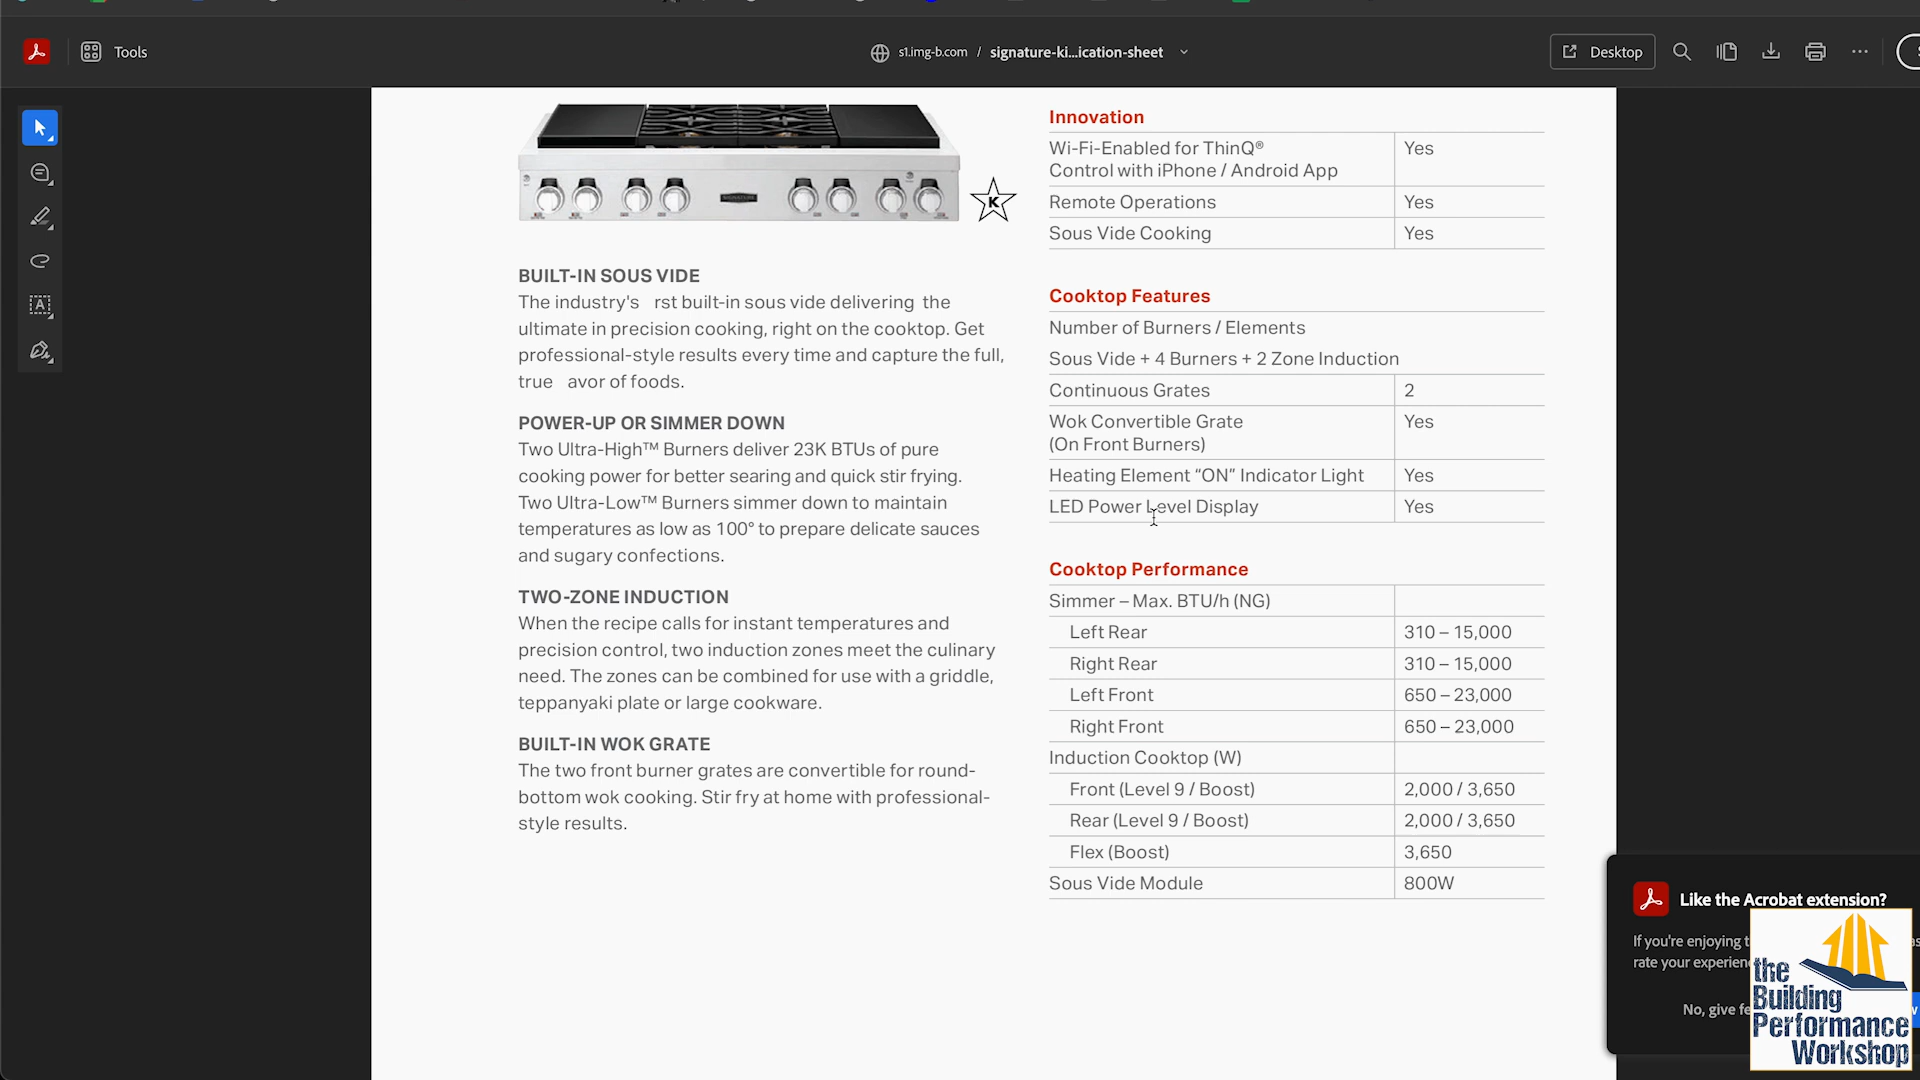 Tools
s1.img-b.com / signature-ki...ication-sheet
Desktop
SIGNATURE
K
BUILT-IN SOUS VIDE
The industry's rst built-in sous vide delivering the
ultimate in precision cooking, right on the cooktop. Get
professional-style results every time and capture the full,
true avor of foods.
POWER-UP OR SIMMER DOWN
Two Ultra-High™ Burners deliver 23K BTUs of pure
cooking power for better searing and quick stir frying.
Two Ultra-Low™ Burners simmer down to maintain
temperatures as low as 100° to prepare delicate sauces
and sugary confections.
TWO-ZONE INDUCTION
When the recipe calls for instant temperatures and
precision control, two induction zones meet the culinary
need. The zones can be combined for use with a griddle,
teppanyaki plate or large cookware.
BUILT-IN WOK GRATE
The two front burner grates are convertible for round-
bottom wok cooking. Stir fry at home with professional-
style results.
Innovation
Wi-Fi-Enabled for ThinQ® Yes
Control with iPhone / Android App
Remote Operations Yes
Sous Vide Cooking Yes
Cooktop Features
Number of Burners / Elements
Sous Vide + 4 Burners + 2 Zone Induction
Continuous Grates 2
Wok Convertible Grate Yes
(On Front Burners)
Heating Element “ON” Indicator Light Yes
LED Power Level Display Yes
Cooktop Performance
Simmer – Max. BTU/h (NG)
Left Rear 310 – 15,000
Right Rear 310 – 15,000
Left Front 650 – 23,000
Right Front 650 – 23,000
Induction Cooktop (W)
Front (Level 9 / Boost) 2,000 / 3,650
Rear (Level 9 / Boost) 2,000 / 3,650
Flex (Boost) 3,650
Sous Vide Module 800W
Like the Acrobat extension?
If you're enjoying
rate your experien
No, give fe
the
Building
Performance
Workshop